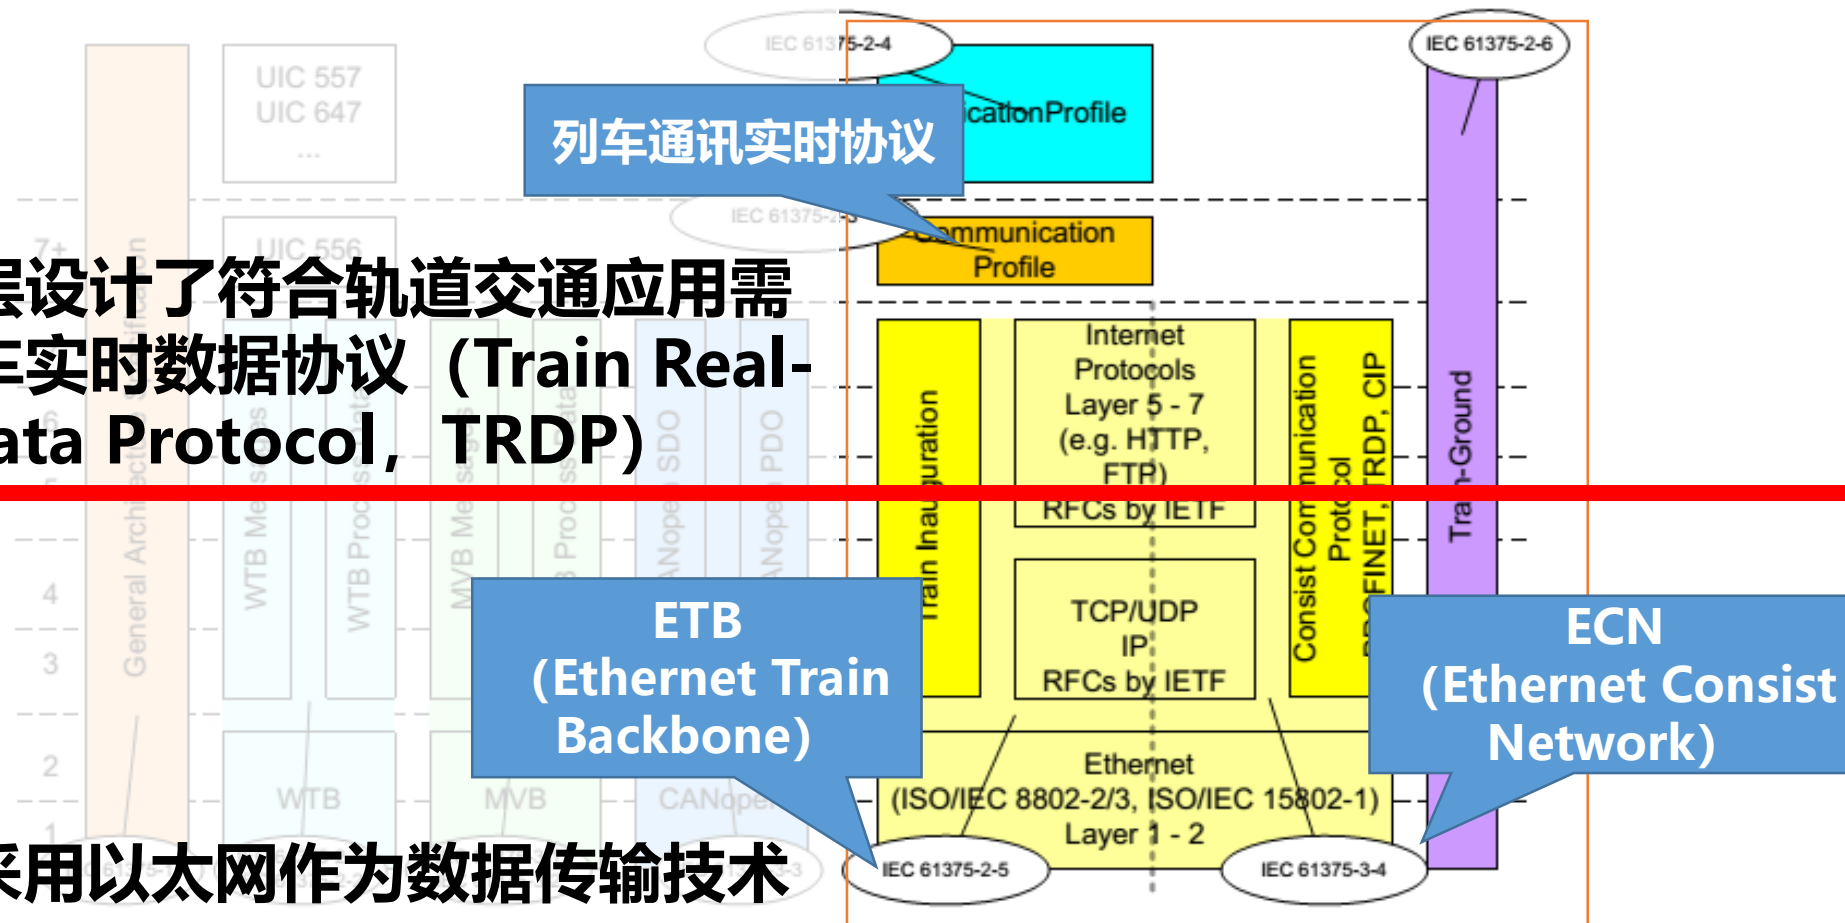 IEC 61375-2-4
IEC 61375-2-6
UIC 557
UIC 647
...
Profile
列车通讯实时协议
IEC 61375-2-3
7+
UIC 556
Communication
Profile
层设计了符合轨道交通应用需
车实时数据协议（Train Real-
ata Protocol，TRDP）
General Architecture Specification
WTB Messages
WTB Process Data
MVB Messages
Process Data
SDO
PDO
6
4
3
2
1
Train Inauguration
Internet
Protocols
Layer 5 - 7
(e.g. HTTP,
FTP)
RFCs by IETF
TCP/UDP
IP
RFCs by IETF
Consist Communication
Protocol
TRDP, CIP
Train-Ground
ETB
（Ethernet Train
Backbone）
ECN
（Ethernet Consist
Network）
WTB
MVB
Ethernet
(ISO/IEC 8802-2/3, ISO/IEC 15802-1)
Layer 1 - 2
IEC 61375-2-5
IEC 61375-3-4
采用以太网作为数据传输技术